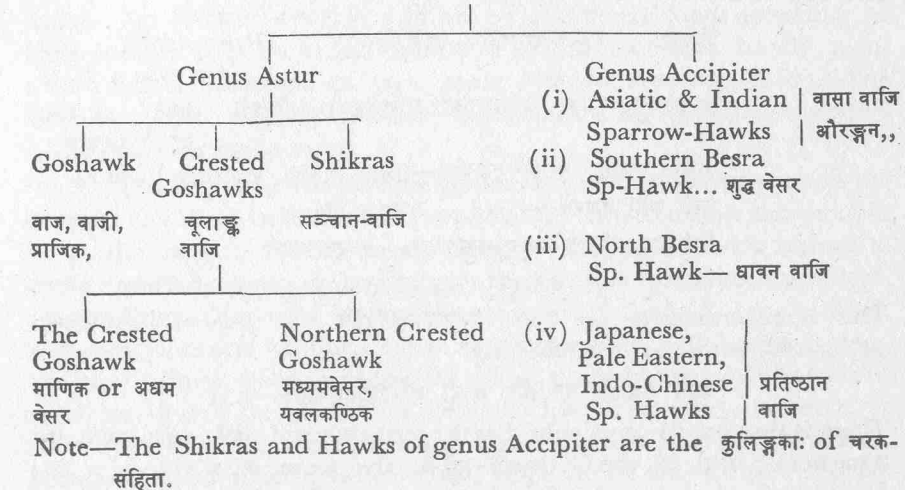 Genus Astur
Goshawk Crested Shikras
Goshawks
वाज, वाजी, चूलाङ्क सञ्चान-वाजि
प्राजिक, वाजि
The Crested Northern Crested
Goshawk Goshawk
माणिक or अधम मध्यमवेसर,
वेसर यवलकण्ठिक
Genus Accipiter
(i) Asiatic & Indian | वासा वाजि
Sparrow-Hawks | औरङ्गन,,
(ii) Southern Besra
Sp-Hawk... शुद्ध वेसर
(iii) North Besra
Sp. Hawk— धावन वाजि
(iv) Japanese,
Pale Eastern,
Indo-Chinese | प्रतिष्ठान
Sp. Hawks | वाजि
Note—The Shikras and Hawks of genus Accipiter are the कुलिङ्गकाः of चरक-
संहिता.